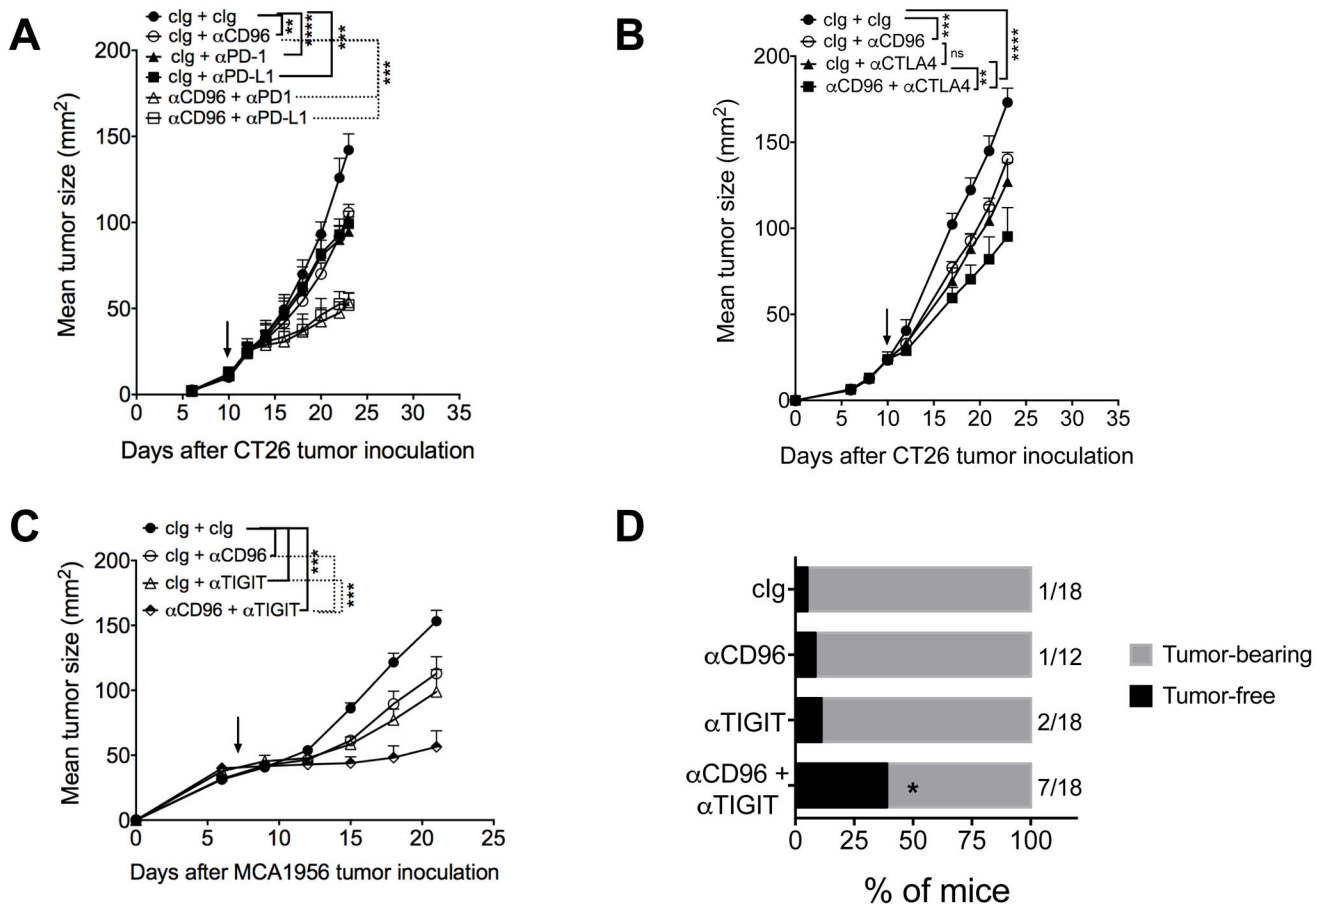 A
cIg + cIg
cIg + αCD96
cIg + αPD-1
cIg + αPD-L1
αCD96 + αPD1
αCD96 + αPD-L1
**
****
***
***
Mean tumor size (mm2)
200
150
100
50
0
0 5 10 15 20 25 30 35
Days after CT26 tumor inoculation
B
cIg + cIg
cIg + αCD96
cIg + αCTLA4
αCD96 + αCTLA4
***
ns
**
****
Mean tumor size (mm2)
200
150
100
50
0
0 5 10 15 20 25 30 35
Days after CT26 tumor inoculation
C
cIg + cIg
cIg + αCD96
cIg + αTIGIT
αCD96 + αTIGIT
***
***
Mean tumor size (mm2)
200
150
100
50
0
0 5 10 15 20 25
Days after MCA1956 tumor inoculation
D
cIg 1/18
αCD96 1/12
αTIGIT 2/18
αCD96 +
αTIGIT * 7/18
0 25 50 75 100
% of mice
Tumor-bearing
Tumor-free